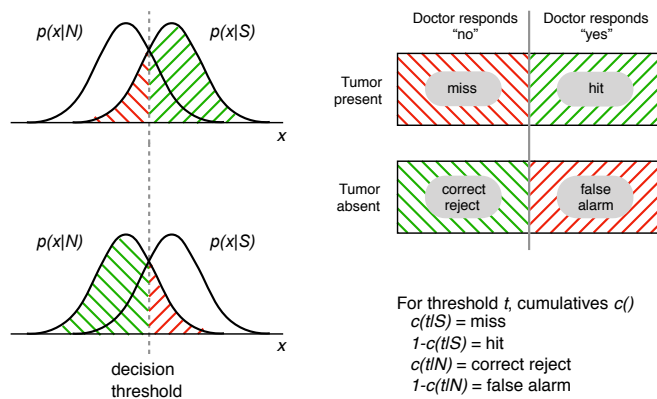 p(x|N)
p(x|S)
x
p(x|N)
p(x|S)
x
decision
threshold
Doctor responds
“no”
Doctor responds
“yes”
Tumor
present
miss
hit
Tumor
absent
correct
reject
false
alarm
For threshold t, cumulatives c()
c(t|S) = miss
1-c(t|S) = hit
c(t|N) = correct reject
1-c(t|N) = false alarm